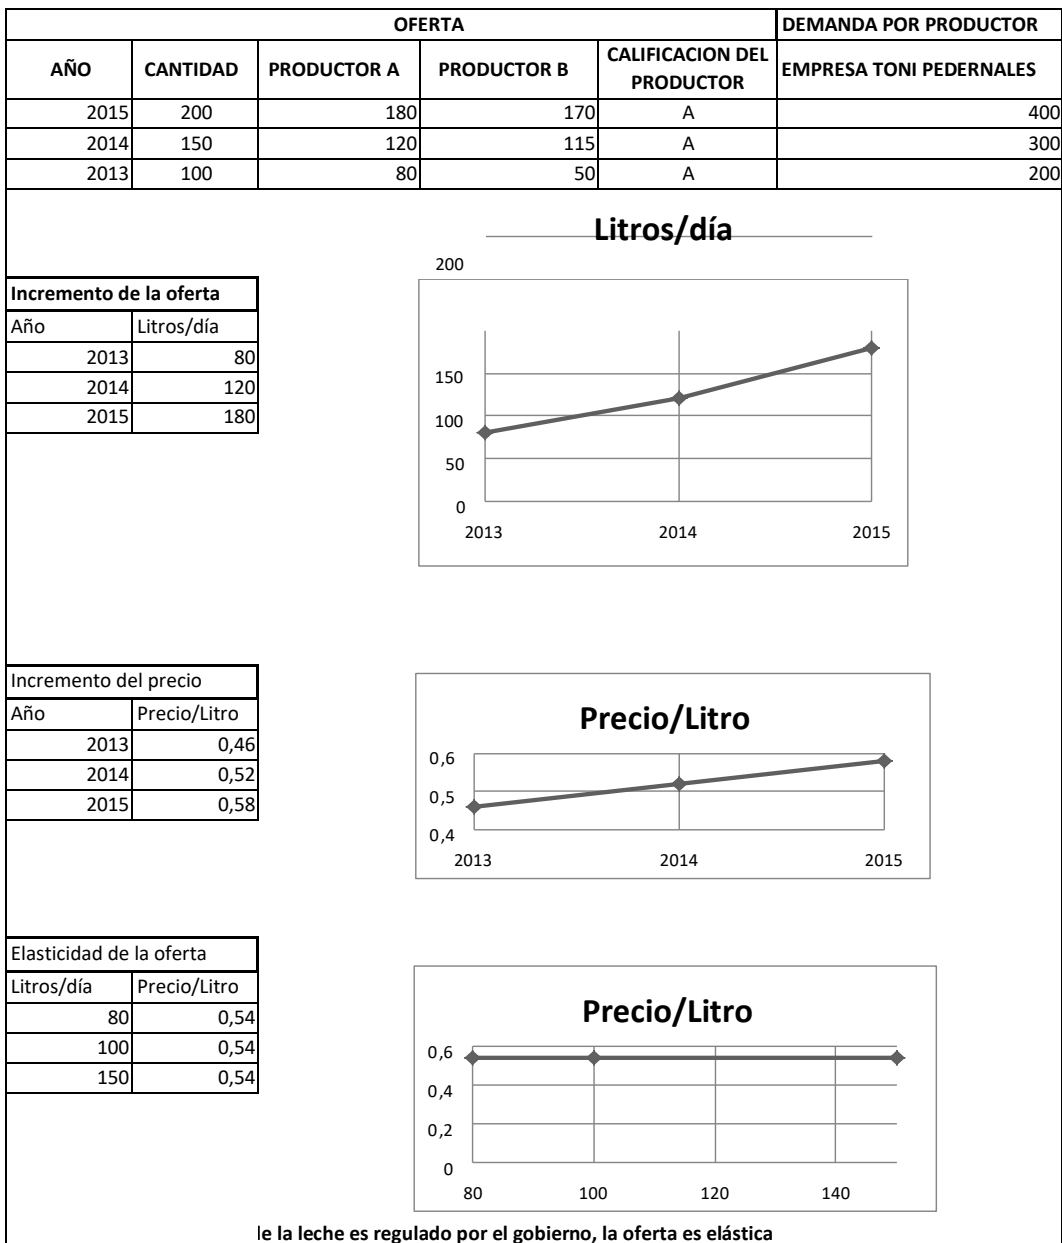 OFERTA DEMANDA POR PRODUCTOR
AÑO CANTIDAD PRODUCTOR A PRODUCTOR B CALIFICACION DEL PRODUCTOR EMPRESA TONI PEDERNALES
2015 200 180 170 A 400
2014 150 120 115 A 300
2013 100 80 50 A 200
Litros/día
200
150
100
50
0
2013 2014 2015
Incremento de la oferta
Año Litros/día
2013 80
2014 120
2015 180
Incremento del precio
Año Precio/Litro
2013 0,46
2014 0,52
2015 0,58
Precio/Litro
0,6
0,5
0,4
2013 2014 2015
Elasticidad de la oferta
Litros/día Precio/Litro
80 0,54
100 0,54
150 0,54
Precio/Litro
0,6
0,4
0,2
0
80 100 120 140
la leche es regulado por el gobierno, la oferta es elástica